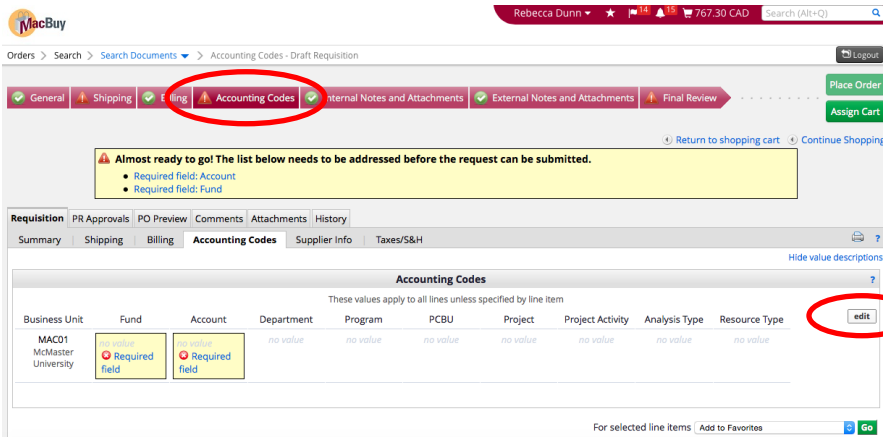 MacBuy
Rebecca Dunn ★ 14 15 767.30 CAD Search (Alt+Q)
Orders > Search > Search Documents > Accounting Codes - Draft Requisition Logout
General Shipping Billing Accounting Codes Internal Notes and Attachments External Notes and Attachments Final Review
Place Order
Assign Cart
Return to shopping cart Continue Shopping
Almost ready to go! The list below needs to be addressed before the request can be submitted.
• Required field: Account
• Required field: Fund
Requisition PR Approvals PO Preview Comments Attachments History
Summary Shipping Billing Accounting Codes Supplier Info Taxes/S&H ?
Hide value descriptions
Accounting Codes ?
These values apply to all lines unless specified by line item
Business Unit Fund Account Department Program PCBU Project Project Activity Analysis Type Resource Type edit
MAC01 no value no value no value no value no value no value no value no value no value
McMaster Required Required
University field field
For selected line items Add to Favorites Go